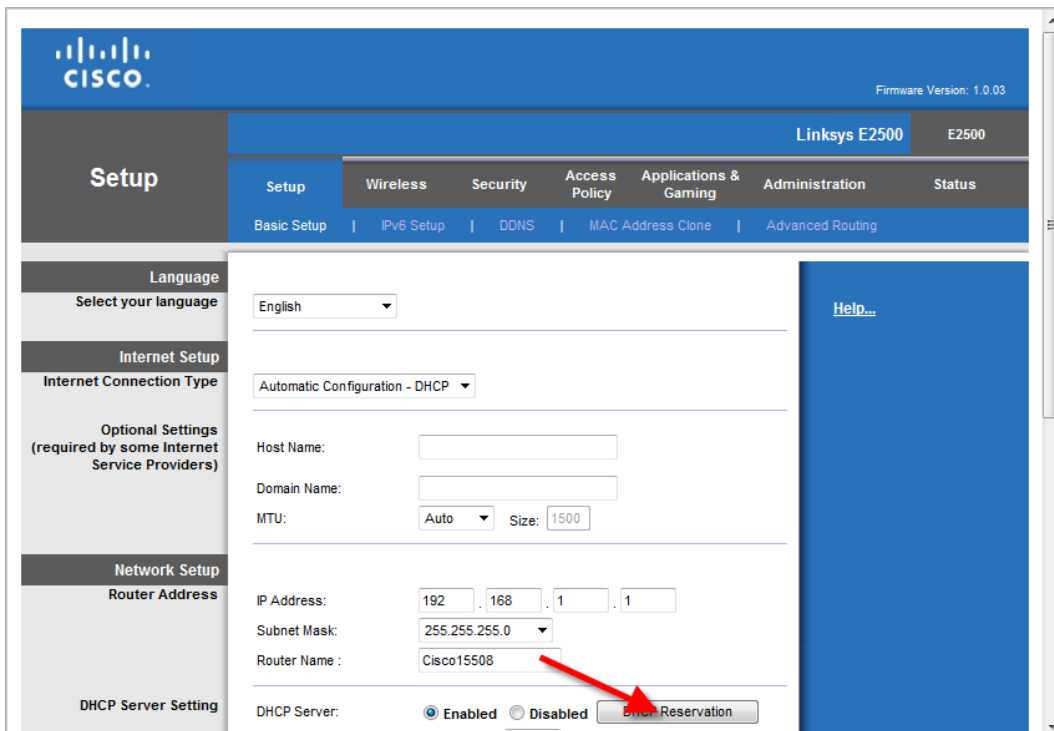 CISCO.
Firmware Version: 1.0.03
Linksys E2500 E2500
Setup
Setup Wireless Security Access Policy Applications & Gaming Administration Status
Basic Setup | IPv6 Setup | DDNS | MAC Address Clone | Advanced Routing
Language
Select your language English
Help...
Internet Setup
Internet Connection Type Automatic Configuration - DHCP
Optional Settings
(required by some Internet
Service Providers)
Host Name:
Domain Name:
MTU: Auto Size: 1500
Network Setup
Router Address
IP Address: 192 . 168 . 1 . 1
Subnet Mask: 255.255.255.0
Router Name : Cisco15508
DHCP Server Setting DHCP Server: Enabled Disabled DHCP Reservation